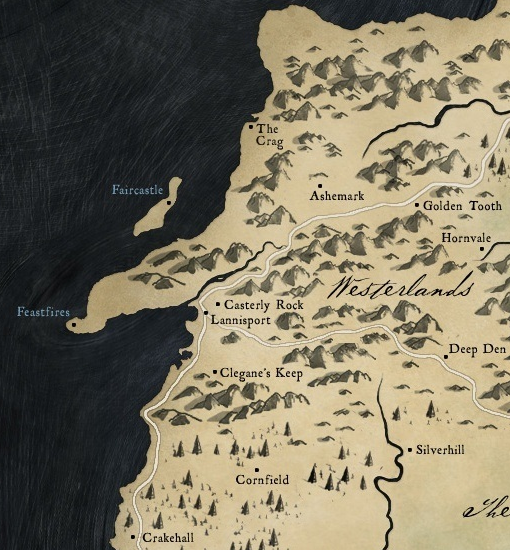 The
Crag
Faircastle
Ashemark
Golden Tooth
Hornvale
Westerlands
Casterly Rock
Feastfires
Lannisport
Deep Den
Clegane's Keep
Silverhill
Cornfield
The
Crakehall